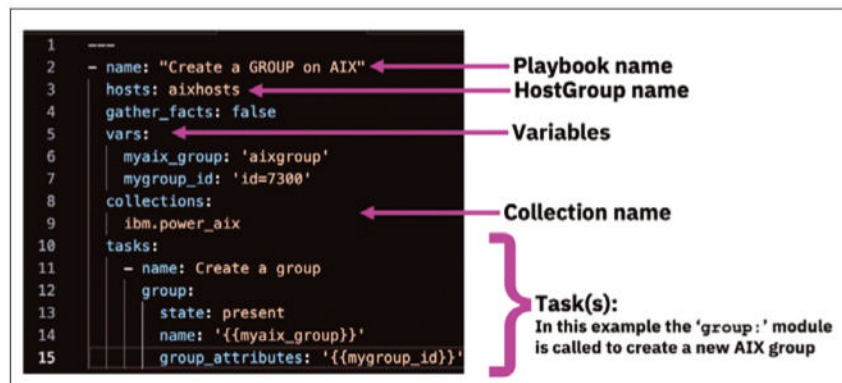 1 ---
2 - name: "Create a GROUP on AIX"
3 hosts: aixhosts
4 gather_facts: false
5 vars:
6 myaix_group: 'aixgroup'
7 mygroup_id: 'id=7300'
8 collections:
9 ibm.power_aix
10 tasks:
11 - name: Create a group
12 group:
13 state: present
14 name: '{{myaix_group}}'
15 group_attributes: '{{mygroup_id}}'
Playbook name
HostGroup name
Variables
Collection name
Task(s):
In this example the ‘group:’ module
is called to create a new AIX group